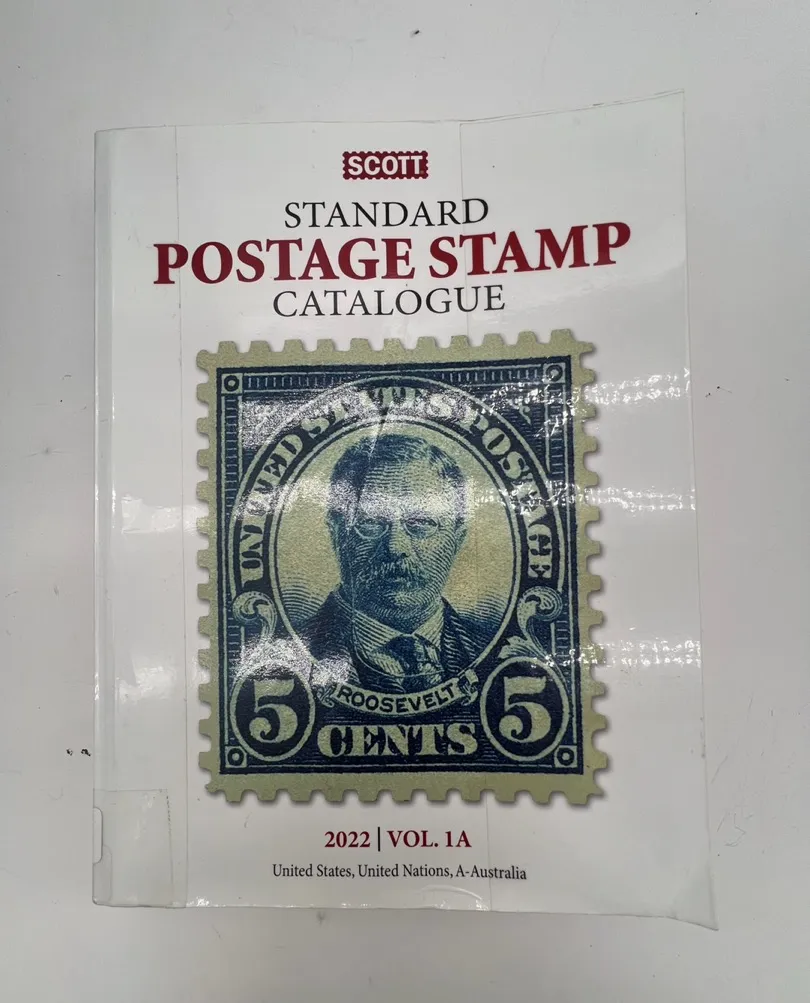 SCOTT
STANDARD
POSTAGE STAMP
CATALOGUE
UNITED STATES POSTAGE
ROOSEVELT
5 5
CENTS
2022 | VOL. 1A
United States, United Nations, A-Australia